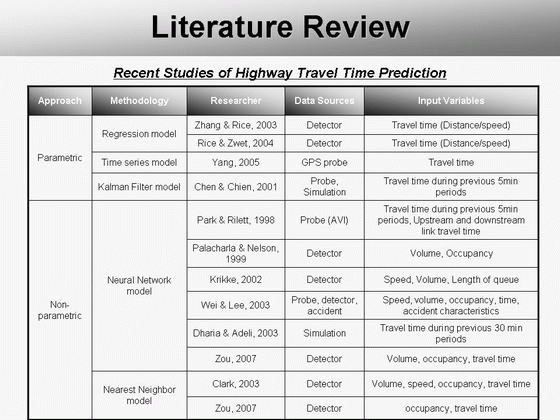 Literature Review
Recent Studies of Highway Travel Time Prediction
Approach Methodology Researcher Data Sources Input Variables
Parametric
Regression model
Zhang & Rice, 2003 Detector Travel time (Distance/speed)
Rice & Zwet, 2004 Detector Travel time (Distance/speed)
Time series model Yang, 2005 GPS probe Travel time
Kalman Filter model Chen & Chien, 2001 Probe,
Simulation
Travel time during previous 5min
periods
Non-
parametric
Neural Network
model
Park & Rilett, 1998 Probe (AVI)
Travel time during previous 5min
periods, Upstream and downstream
link travel time
Palacharla & Nelson,
1999
Detector Volume, Occupancy
Krikke, 2002 Detector Speed, Volume, Length of queue
Wei & Lee, 2003
Probe, detector,
accident
Speed, volume, occupancy, time,
accident characteristics
Dharia & Adeli, 2003 Simulation
Travel time during previous 30 min
periods
Zou, 2007 Detector Volume, occupancy, travel time
Nearest Neighbor
model
Clark, 2003 Detector Volume, speed, occupancy, travel time
Zou, 2007 Detector occupancy, travel time